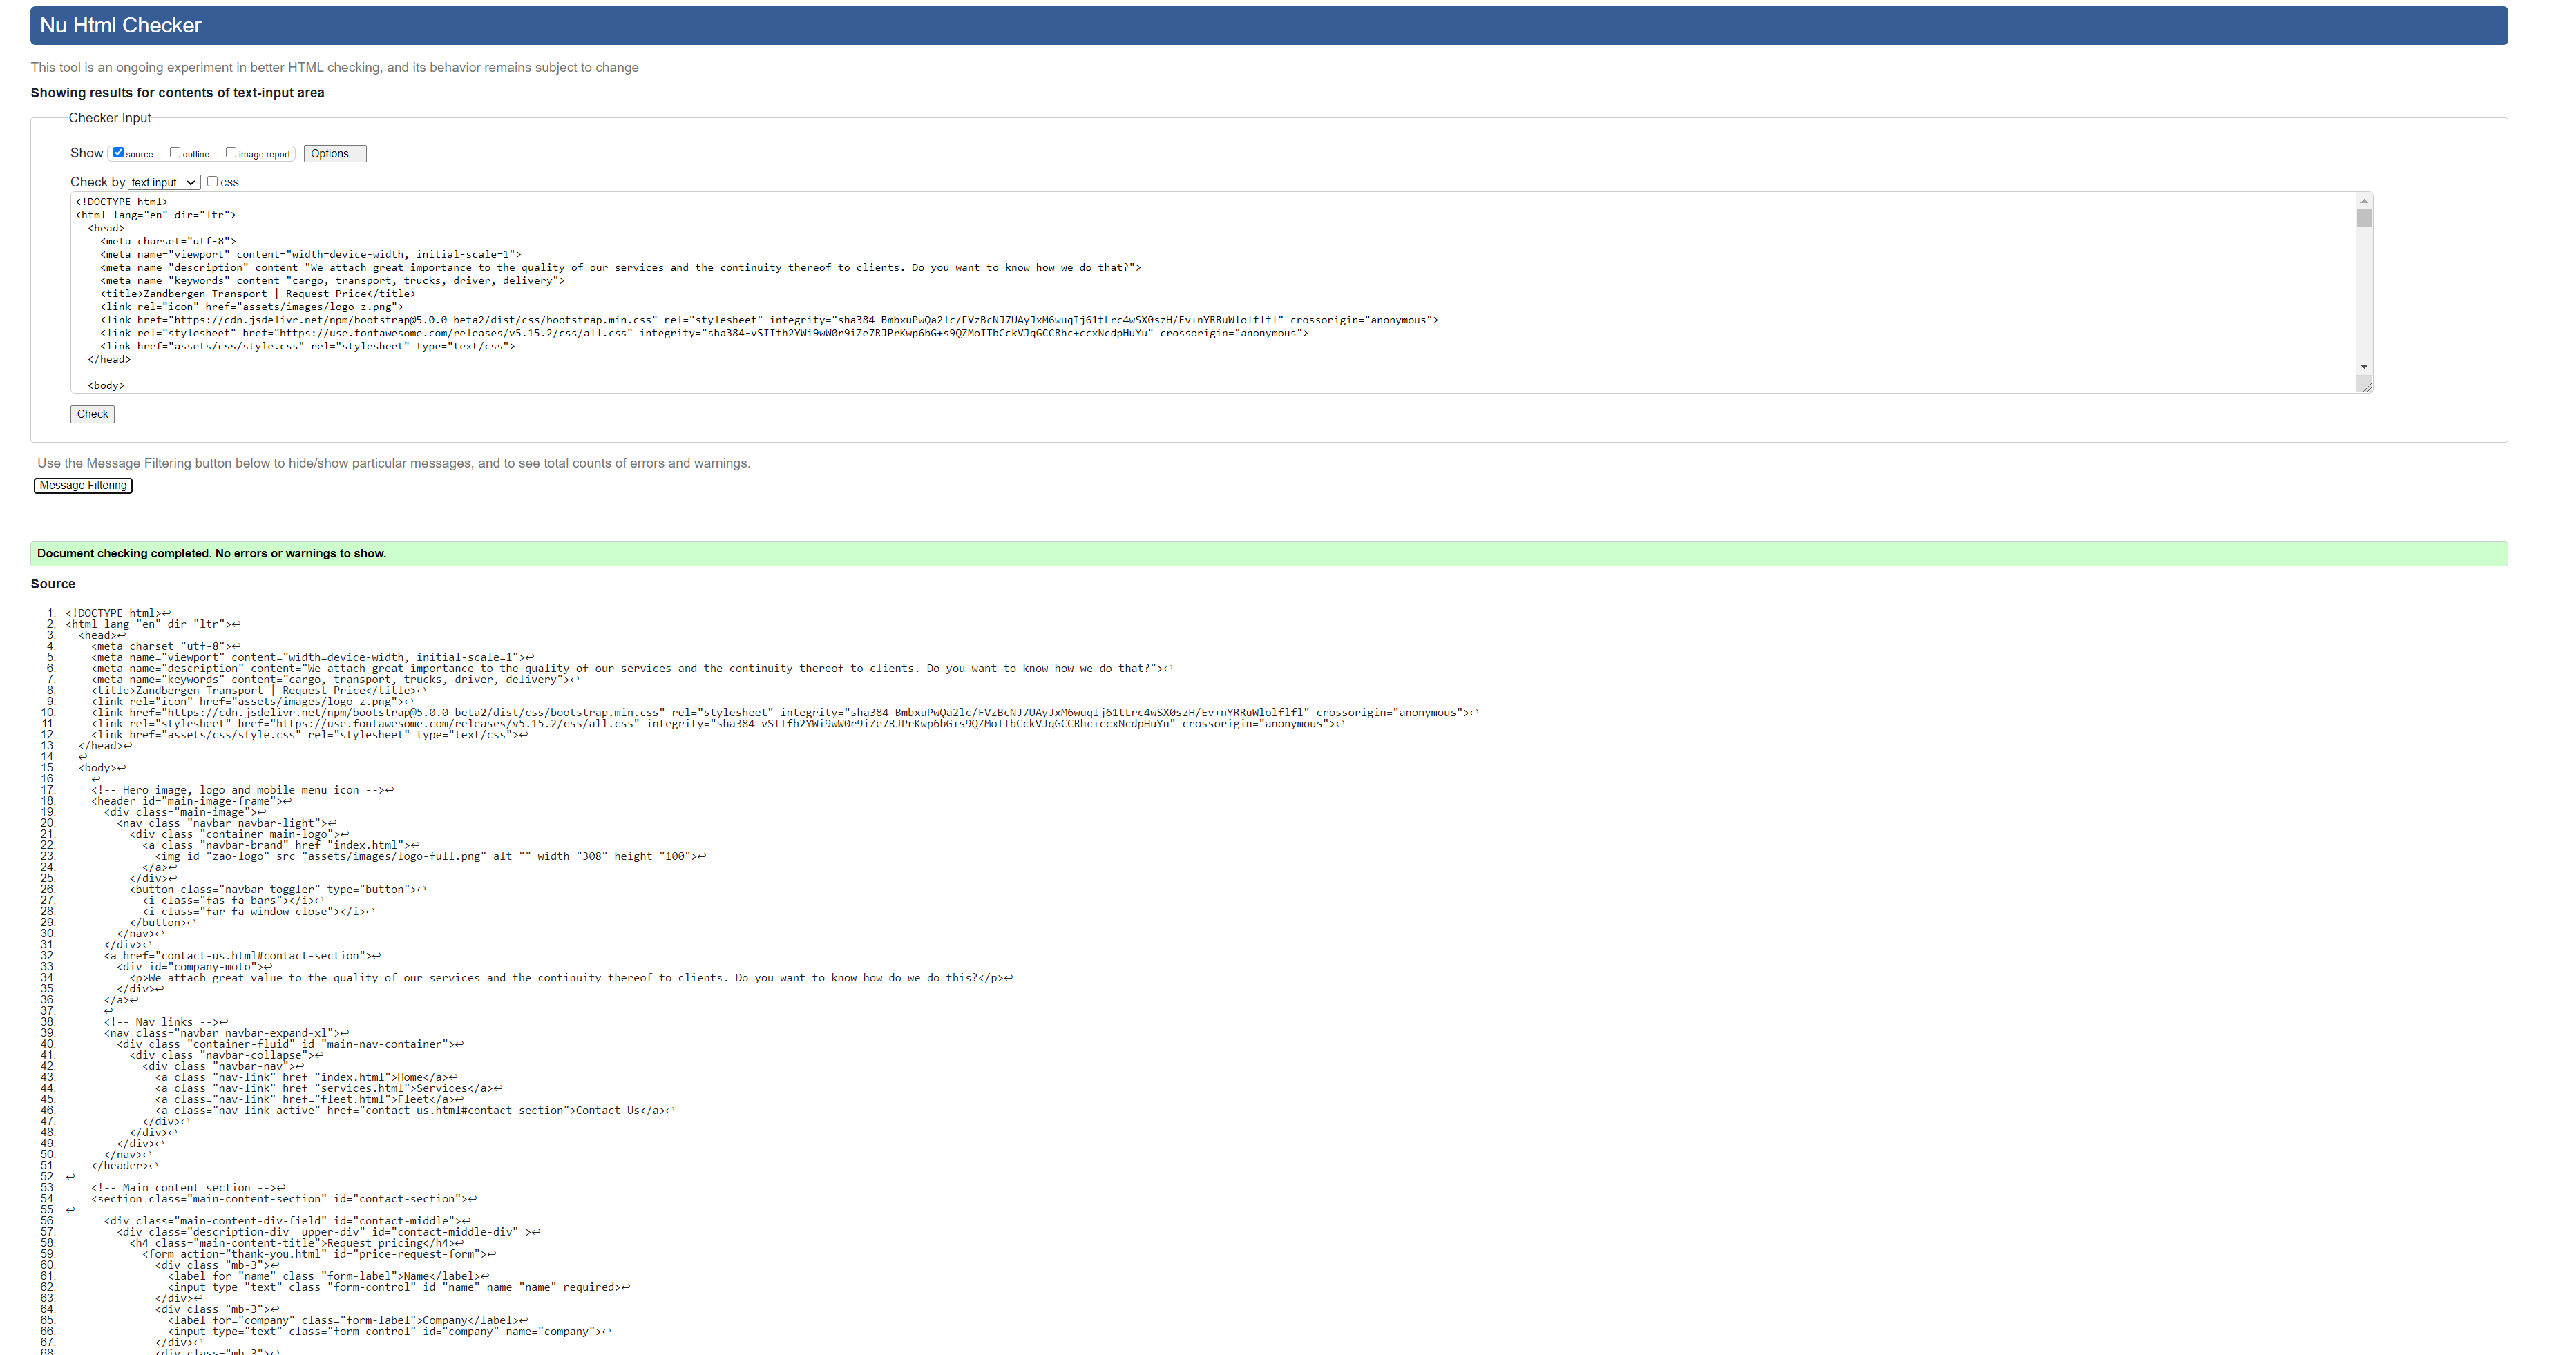 Nu Html Checker
This tool is an ongoing experiment in better HTML checking, and its behavior remains subject to change
Showing results for contents of text-input area
Checker Input
Show source outline image report Options...
Check by text input CSS
<!DOCTYPE html>
<html lang="en" dir="ltr">
<head>
<meta charset="utf-8">
<meta name="viewport" content="width=device-width, initial-scale=1">
<meta name="description" content="We attach great importance to the quality of our services and the continuity thereof to clients. Do you want to know how we do that?">
<meta name="keywords" content="cargo, transport, trucks, driver, delivery">
<title>Zandbergen Transport | Request Price</title>
<link rel="icon" href="assets/images/logo-z.png">
<link href="https://cdn.jsdelivr.net/npm/bootstrap@5.0.0-beta2/dist/css/bootstrap.min.css" rel="stylesheet" integrity="sha384-BmbxuPwQa2lc/FVzBcNJ7UAyJxM6wuqIj61tLrc4wSX0szH/Ev+nYRRuWlolflfl" crossorigin="anonymous">
<link rel="stylesheet" href="https://use.fontawesome.com/releases/v5.15.2/css/all.css" integrity="sha384-vSIIfh2YWi9wW0r9iZe7RJPrKwp6bG+s9QZMoITbCckVJqGCCRhc+ccxNcdpHuYu" crossorigin="anonymous">
<link href="assets/css/style.css" rel="stylesheet" type="text/css">
</head>
<body>
Check
Use the Message Filtering button below to hide/show particular messages, and to see total counts of errors and warnings.
Message Filtering
Document checking completed. No errors or warnings to show.
Source
1. <!DOCTYPE html>↩
2. <html lang="en" dir="ltr">↩
3. <head>↩
4. <meta charset="utf-8">↩
5. <meta name="viewport" content="width=device-width, initial-scale=1">↩
6. <meta name="description" content="We attach great importance to the quality of our services and the continuity thereof to clients. Do you want to know how we do that?">↩
7. <meta name="keywords" content="cargo, transport, trucks, driver, delivery">↩
8. <title>Zandbergen Transport | Request Price</title>↩
9. <link rel="icon" href="assets/images/logo-z.png">↩
10. <link href="https://cdn.jsdelivr.net/npm/bootstrap@5.0.0-beta2/dist/css/bootstrap.min.css" rel="stylesheet" integrity="sha384-BmbxuPwQa2lc/FVzBcNJ7UAyJxM6wuqIj61tLrc4wSX0szH/Ev+nYRRuWlolflfl" crossorigin="anonymous">↩
11. <link rel="stylesheet" href="https://use.fontawesome.com/releases/v5.15.2/css/all.css" integrity="sha384-vSIIfh2YWi9wW0r9iZe7RJPrKwp6bG+s9QZMoITbCckVJqGCCRhc+ccxNcdpHuYu" crossorigin="anonymous">↩
12. <link href="assets/css/style.css" rel="stylesheet" type="text/css">↩
13. </head>↩
14. ↩
15. <body>↩
16. ↩
17. <!-- Hero image, logo and mobile menu icon -->↩
18. <header id="main-image-frame">↩
19. <div class="main-image">↩
20. <nav class="navbar navbar-light">↩
21. <div class="container main-logo">↩
22. <a class="navbar-brand" href="index.html">↩
23. <img id="zao-logo" src="assets/images/logo-full.png" alt="" width="308" height="100">↩
24. </a>↩
25. </div>↩
26. <button class="navbar-toggler" type="button">↩
27. <i class="fas fa-bars"></i>↩
28. <i class="far fa-window-close"></i>↩
29. </button>↩
30. </nav>↩
31. </div>↩
32. <a href="contact-us.html#contact-section">↩
33. <div id="company-moto">↩
34. <p>We attach great value to the quality of our services and the continuity thereof to clients. Do you want to know how do we do this?</p>↩
35. </div>↩
36. </a>↩
37. ↩
38. <!-- Nav links -->↩
39. <nav class="navbar navbar-expand-xl">↩
40. <div class="container-fluid" id="main-nav-container">↩
41. <div class="navbar-collapse">↩
42. <div class="navbar-nav">↩
43. <a class="nav-link" href="index.html">Home</a>↩
44. <a class="nav-link" href="services.html">Services</a>↩
45. <a class="nav-link" href="fleet.html">Fleet</a>↩
46. <a class="nav-link active" href="contact-us.html#contact-section">Contact Us</a>↩
47. </div>↩
48. </div>↩
49. </div>↩
50. </nav>↩
51. </header>↩
52. ↩
53. <!-- Main content section -->↩
54. <section class="main-content-section" id="contact-section">↩
55. ↩
56. <div class="main-content-div-field" id="contact-middle">↩
57. <div class="description-div  upper-div" id="contact-middle-div" >↩
58. <h4 class="main-content-title">Request pricing</h4>↩
59. <form action="thank-you.html" id="price-request-form">↩
60. <div class="mb-3">↩
61. <label for="name" class="form-label">Name</label>↩
62. <input type="text" class="form-control" id="name" name="name" required>↩
63. </div>↩
64. <div class="mb-3">↩
65. <label for="company" class="form-label">Company</label>↩
66. <input type="text" class="form-control" id="company" name="company">↩
67. </div>↩
68. <div class="mb-3">↩